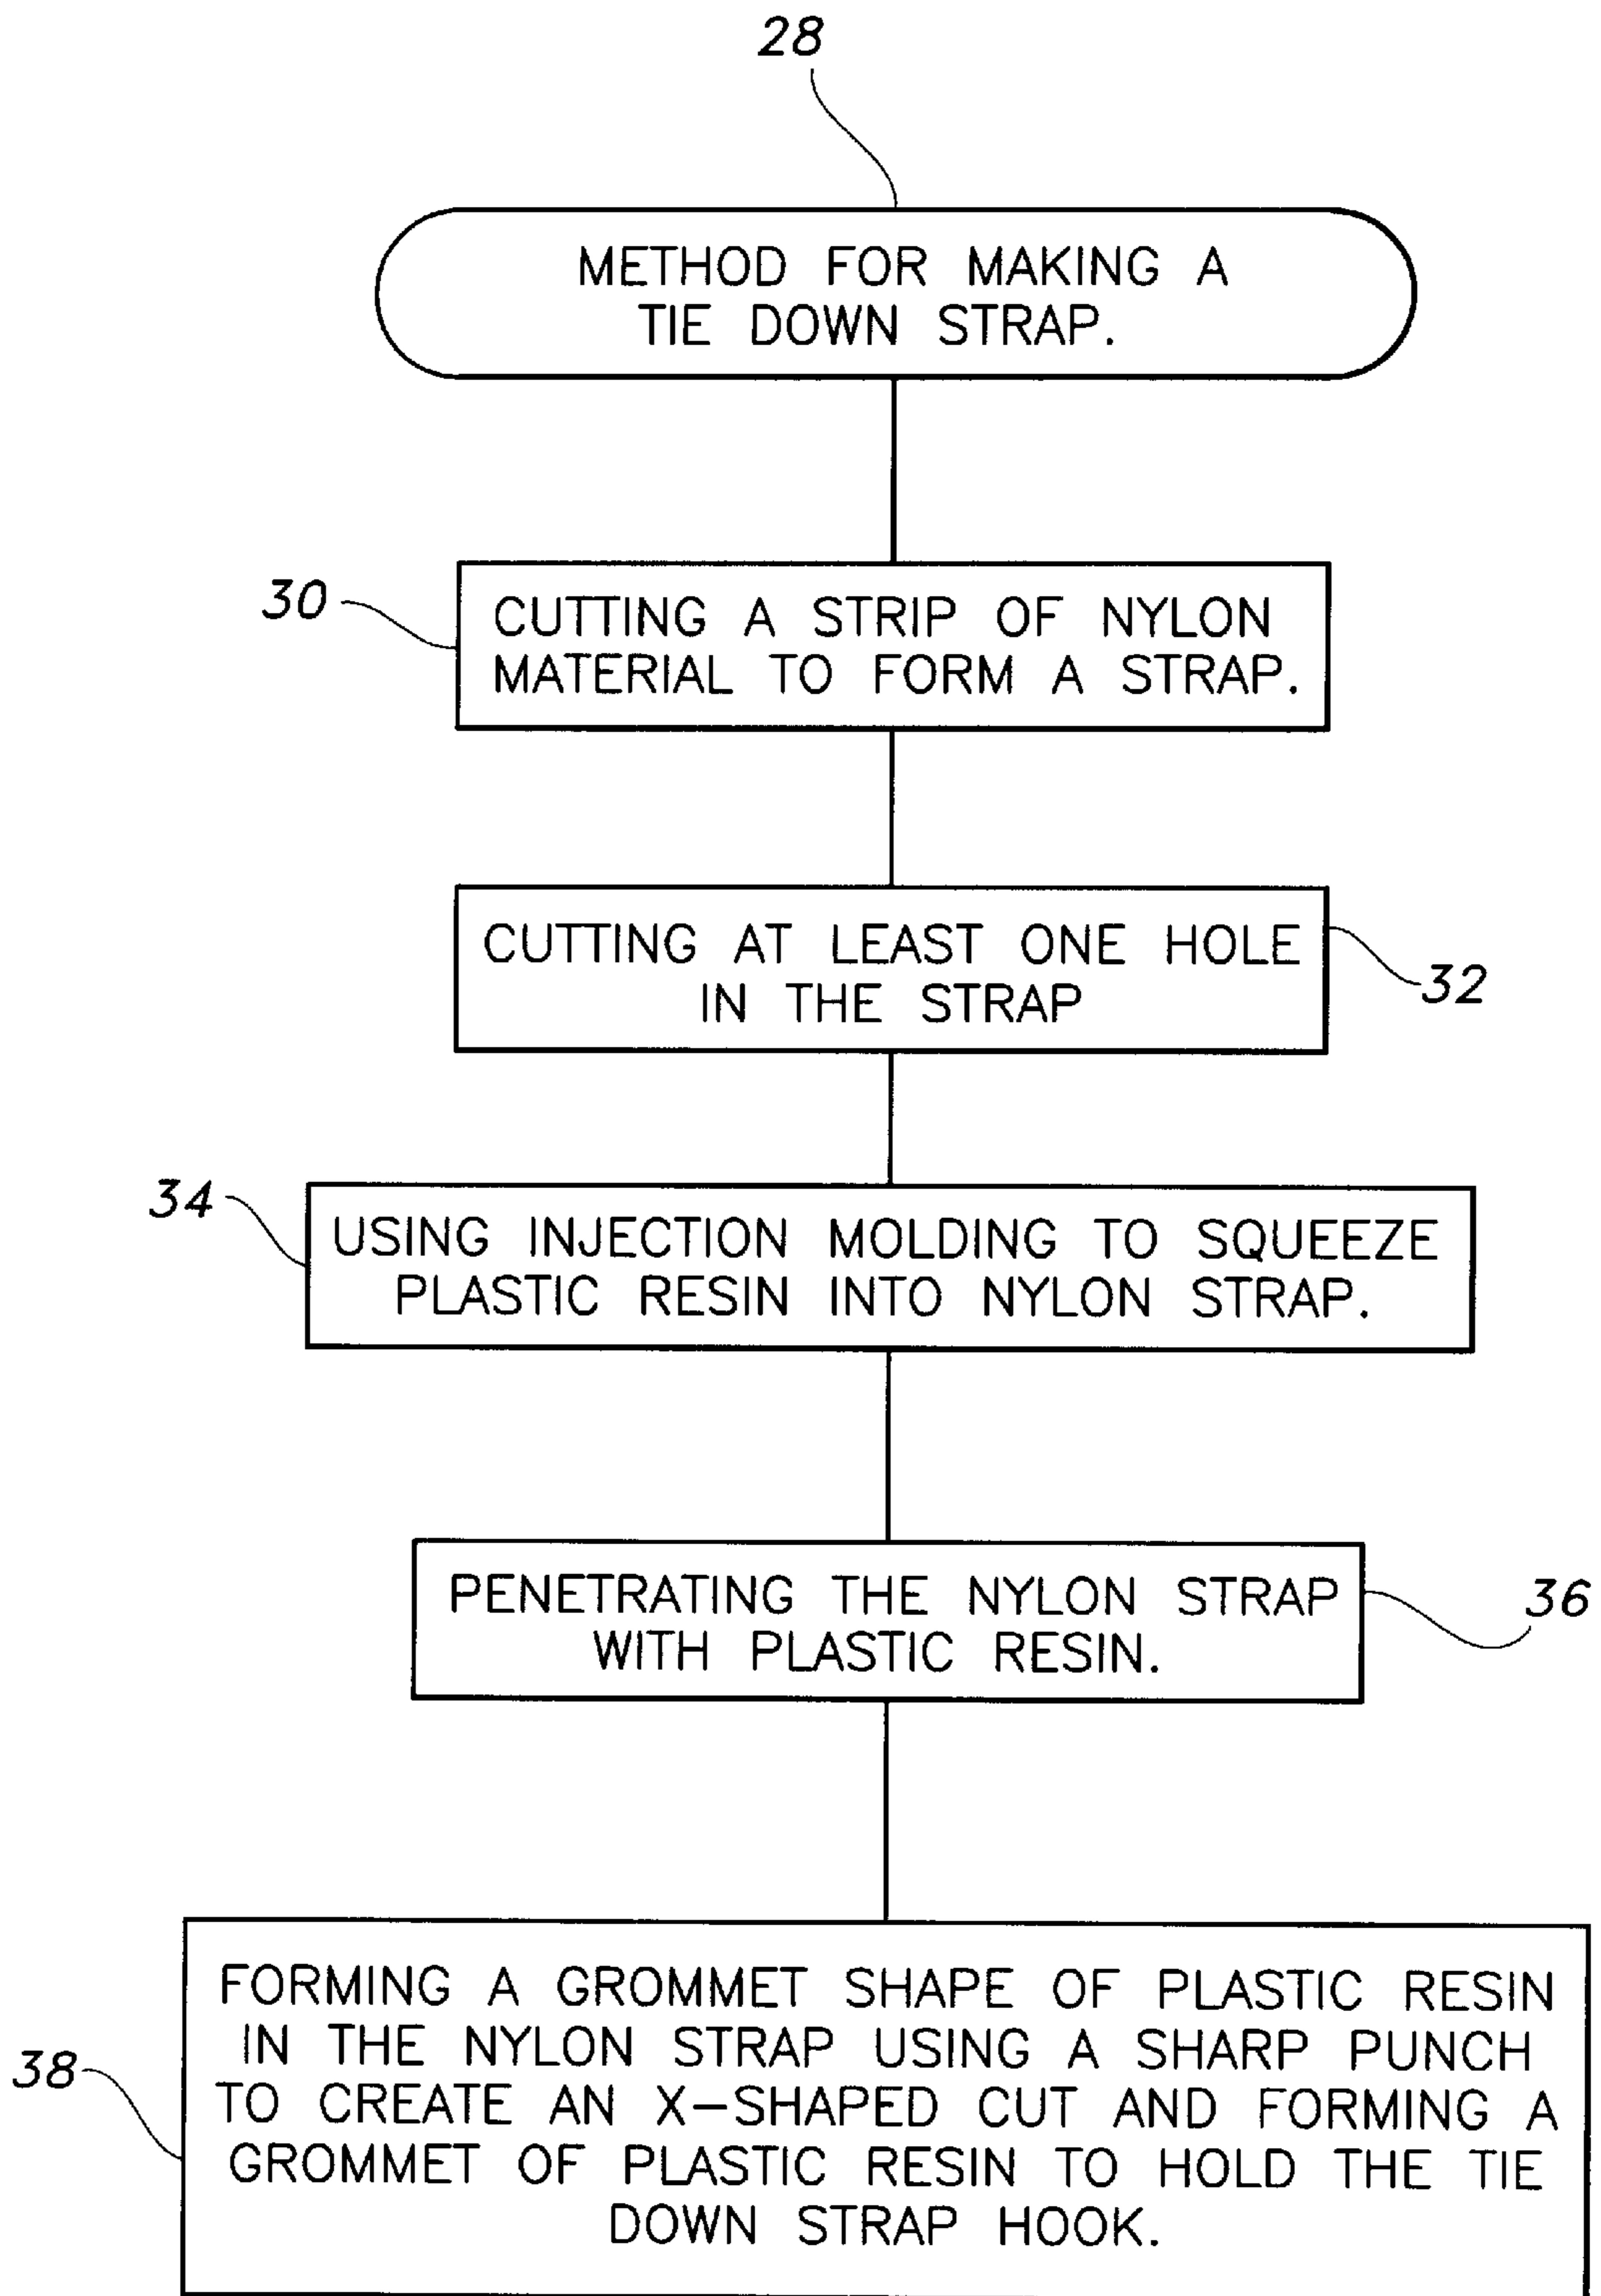 28
METHOD FOR MAKING A
TIE DOWN STRAP.
30
CUTTING A STRIP OF NYLON
MATERIAL TO FORM A STRAP.
CUTTING AT LEAST ONE HOLE
IN THE STRAP
32
34
USING INJECTION MOLDING TO SQUEEZE
PLASTIC RESIN INTO NYLON STRAP.
PENETRATING THE NYLON STRAP
WITH PLASTIC RESIN.
36
38
FORMING A GROMMET SHAPE OF PLASTIC RESIN
IN THE NYLON STRAP USING A SHARP PUNCH
TO CREATE AN X-SHAPED CUT AND FORMING A
GROMMET OF PLASTIC RESIN TO HOLD THE TIE
DOWN STRAP HOOK.